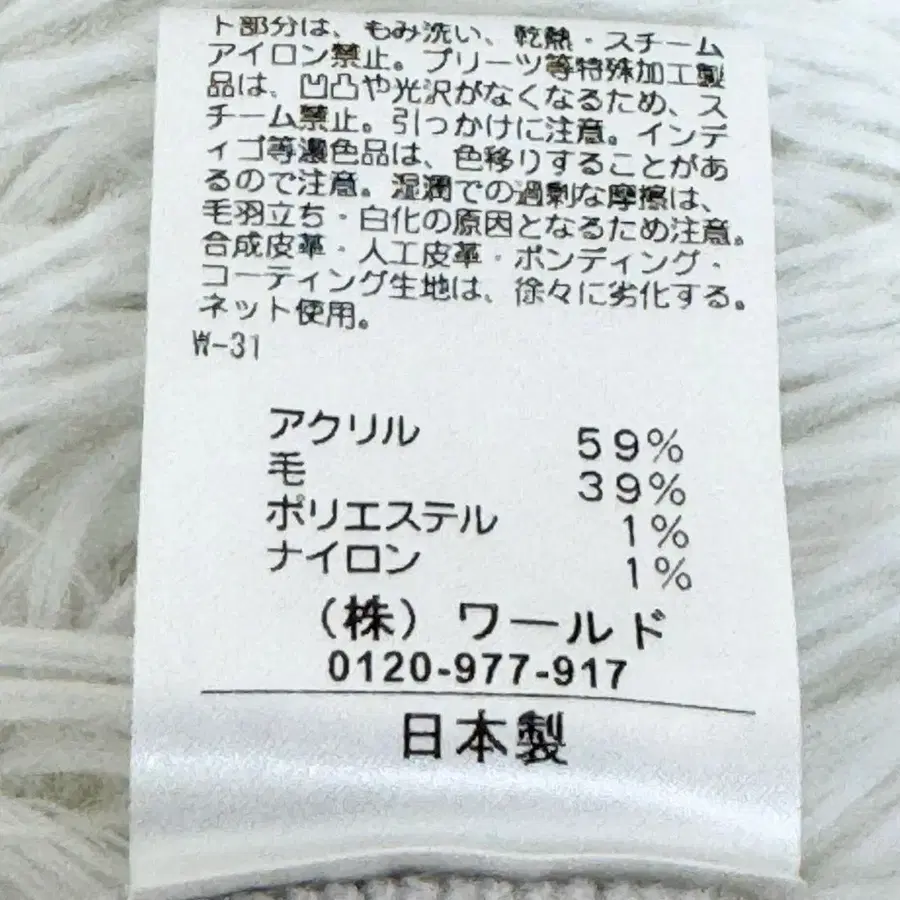 ト部分は、もみ洗い、乾熱・スチーム
アイロン禁止。プリーツ等特殊加工製
品は、凹凸や光沢がなくなるため、ス
チーム禁止。引っかけに注意。インデ
ィゴ等濃色品は、色移りすることがあ
るので注意。湿潤での過剰な摩擦は、
毛羽立ち・白化の原因となるため注意。
合成皮革・人工皮革・ボンディング・
コーティング生地は、徐々に劣化する。
ネット使用。
W-31
アクリル 59%
毛 39%
ポリエステル 1%
ナイロン 1%
(株) ワールド
0120-977-917
日本製